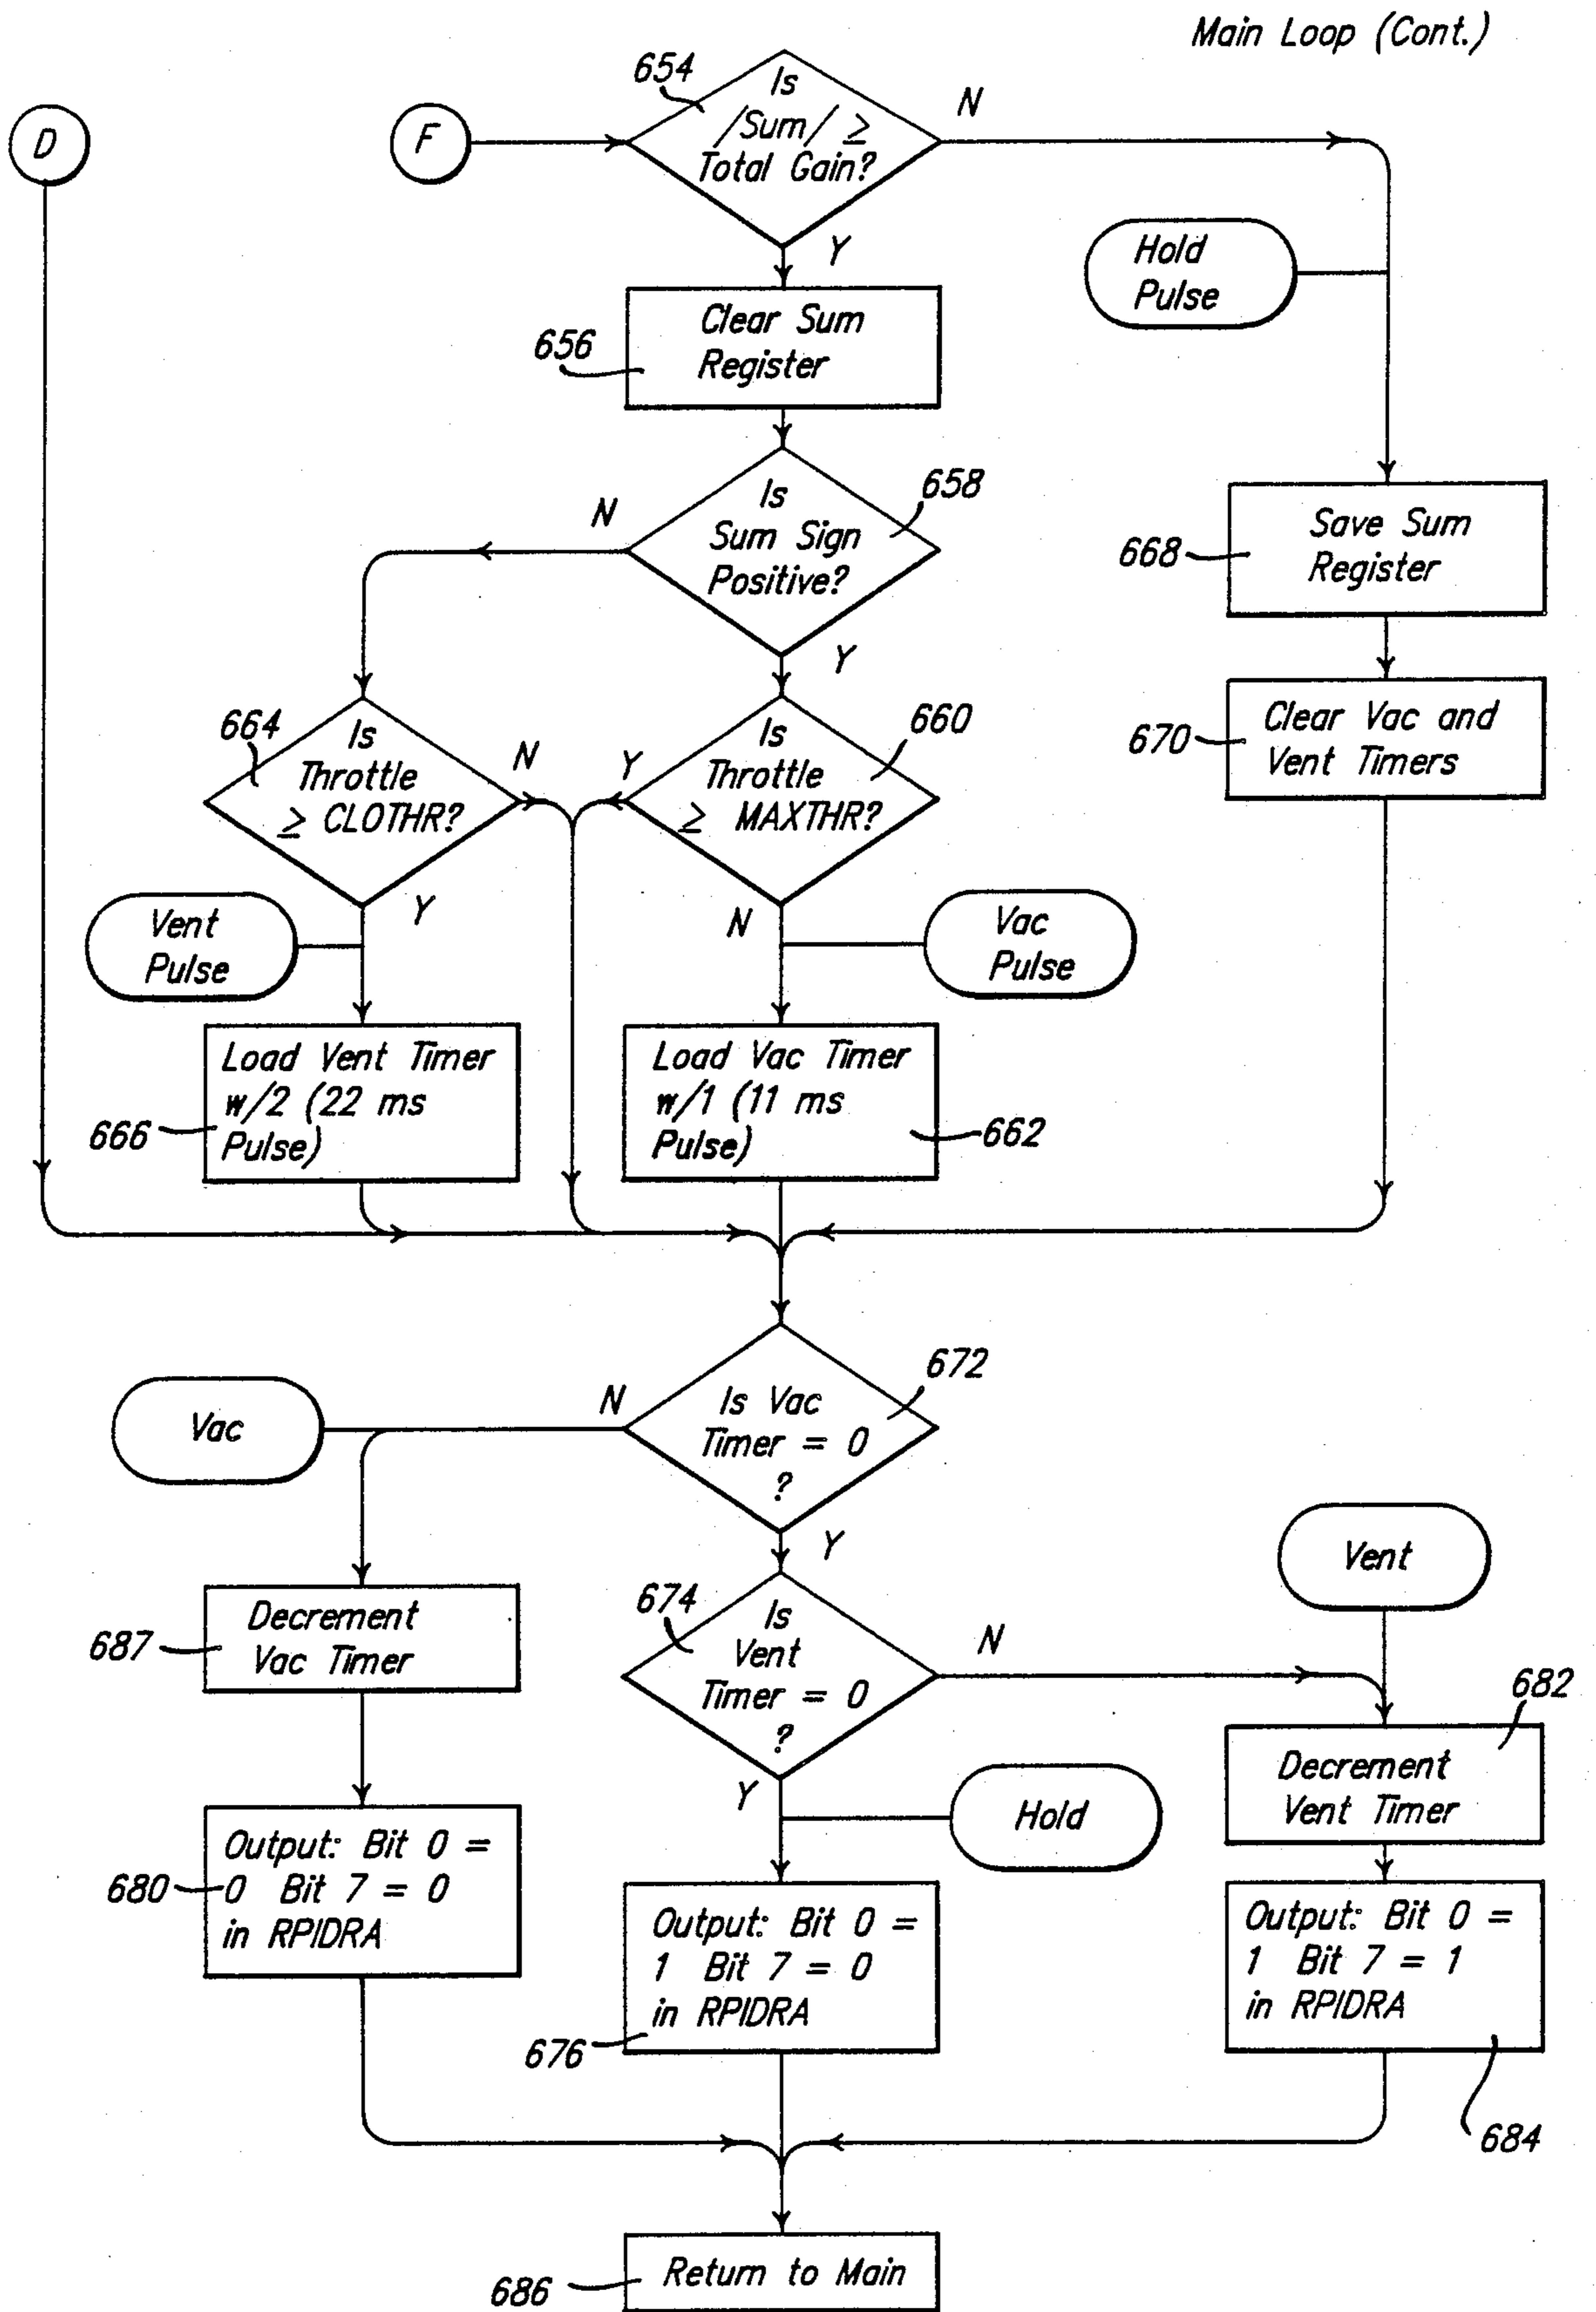 Main Loop (Cont.)
D
F
654
Is
/Sum/ ≥
Total Gain?
N
Y
Hold
Pulse
656
Clear Sum
Register
658
Is
Sum Sign
Positive?
N
Y
668
Save Sum
Register
670
Clear Vac and
Vent Timers
664
Is
Throttle
≥ CLOTHR?
N
Y
660
Is
Throttle
≥ MAXTHR?
Y
N
Vent
Pulse
Vac
Pulse
Load Vent Timer
w/2 (22 ms
Pulse)
666
Load Vac Timer
w/1 (11 ms
Pulse)
662
672
Is Vac
Timer = 0
?
N
Y
Vac
Vent
687
Decrement
Vac Timer
674
Is
Vent
Timer = 0
?
N
Y
682
Decrement
Vent Timer
Hold
680
Output: Bit 0 =
0 Bit 7 = 0
in RPIDRA
Output: Bit 0 =
1 Bit 7 = 0
in RPIDRA
676
Output: Bit 0 =
1 Bit 7 = 1
in RPIDRA
684
686
Return to Main